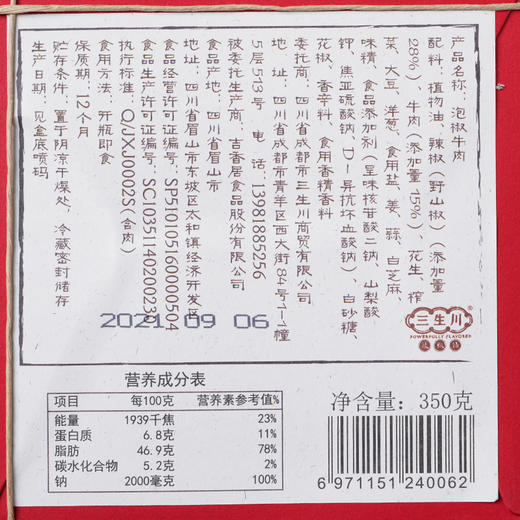 产品名称：泡椒牛肉
配料：植物油、辣椒（野山椒）（添加量
28%）、牛肉（添加量15%）、花生、榨
菜、大豆、洋葱、食用盐、姜、蒜、白芝麻、
味精、食品添加剂（呈味核苷酸二钠、山梨酸
钾、焦亚硫酸钠、D-异抗坏血酸钠）、白砂糖、
花椒、香辛料、食用香精香料
委托商：四川省成都市三生川商贸有限公司
地址：四川省成都市青羊区西大街84号1-1幢
5层513号 电话：13981885256
被委托生产商：吉香居食品股份有限公司
食品产地：四川省眉山市
地址：四川省眉山市东坡区太和镇经济开发区
食品经营许可证编号：SP5101051600005​04
食品生产许可证编号：SC10351140200230
执行标准：Q/JXJ0002S（含肉）
食用方法：开瓶即食
保质期：12个月
贮存条件：置于阴凉干燥处，冷藏密封储存
生产日期：见盒底喷码
2021 09 06
三生川
POWERFULLY FLAVORED
营养成分表
项目 每100克 营养素参考值%
能量 1939千焦 23%
蛋白质 6.8克 11%
脂肪 46.9克 78%
碳水化合物 5.2克 2%
钠 2000毫克 100%
净含量：350克
6 971151 240062